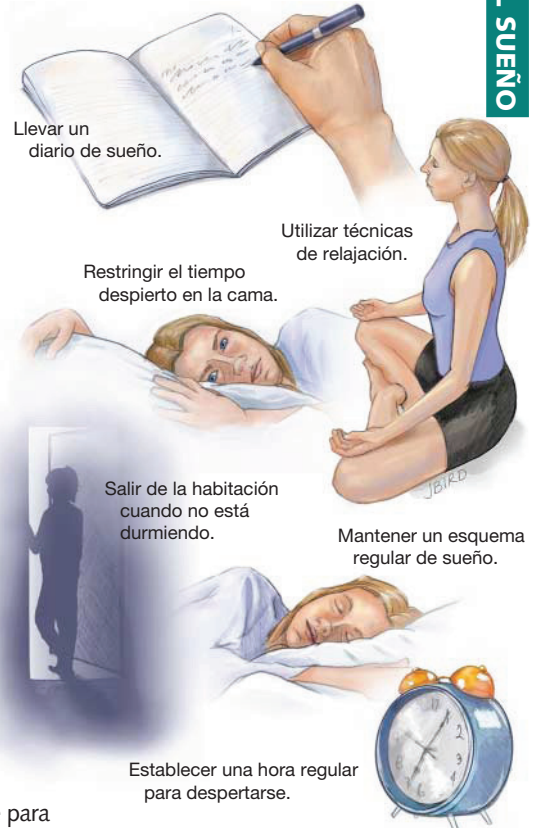 L SUEÑO
Llevar un
diario de sueño.
Utilizar técnicas
de relajación.
Restringir el tiempo
despierto en la cama.
JBIRD
Salir de la habitación
cuando no está
durmiendo.
Mantener un esquema
regular de sueño.
Establecer una hora regular
para despertarse.
para